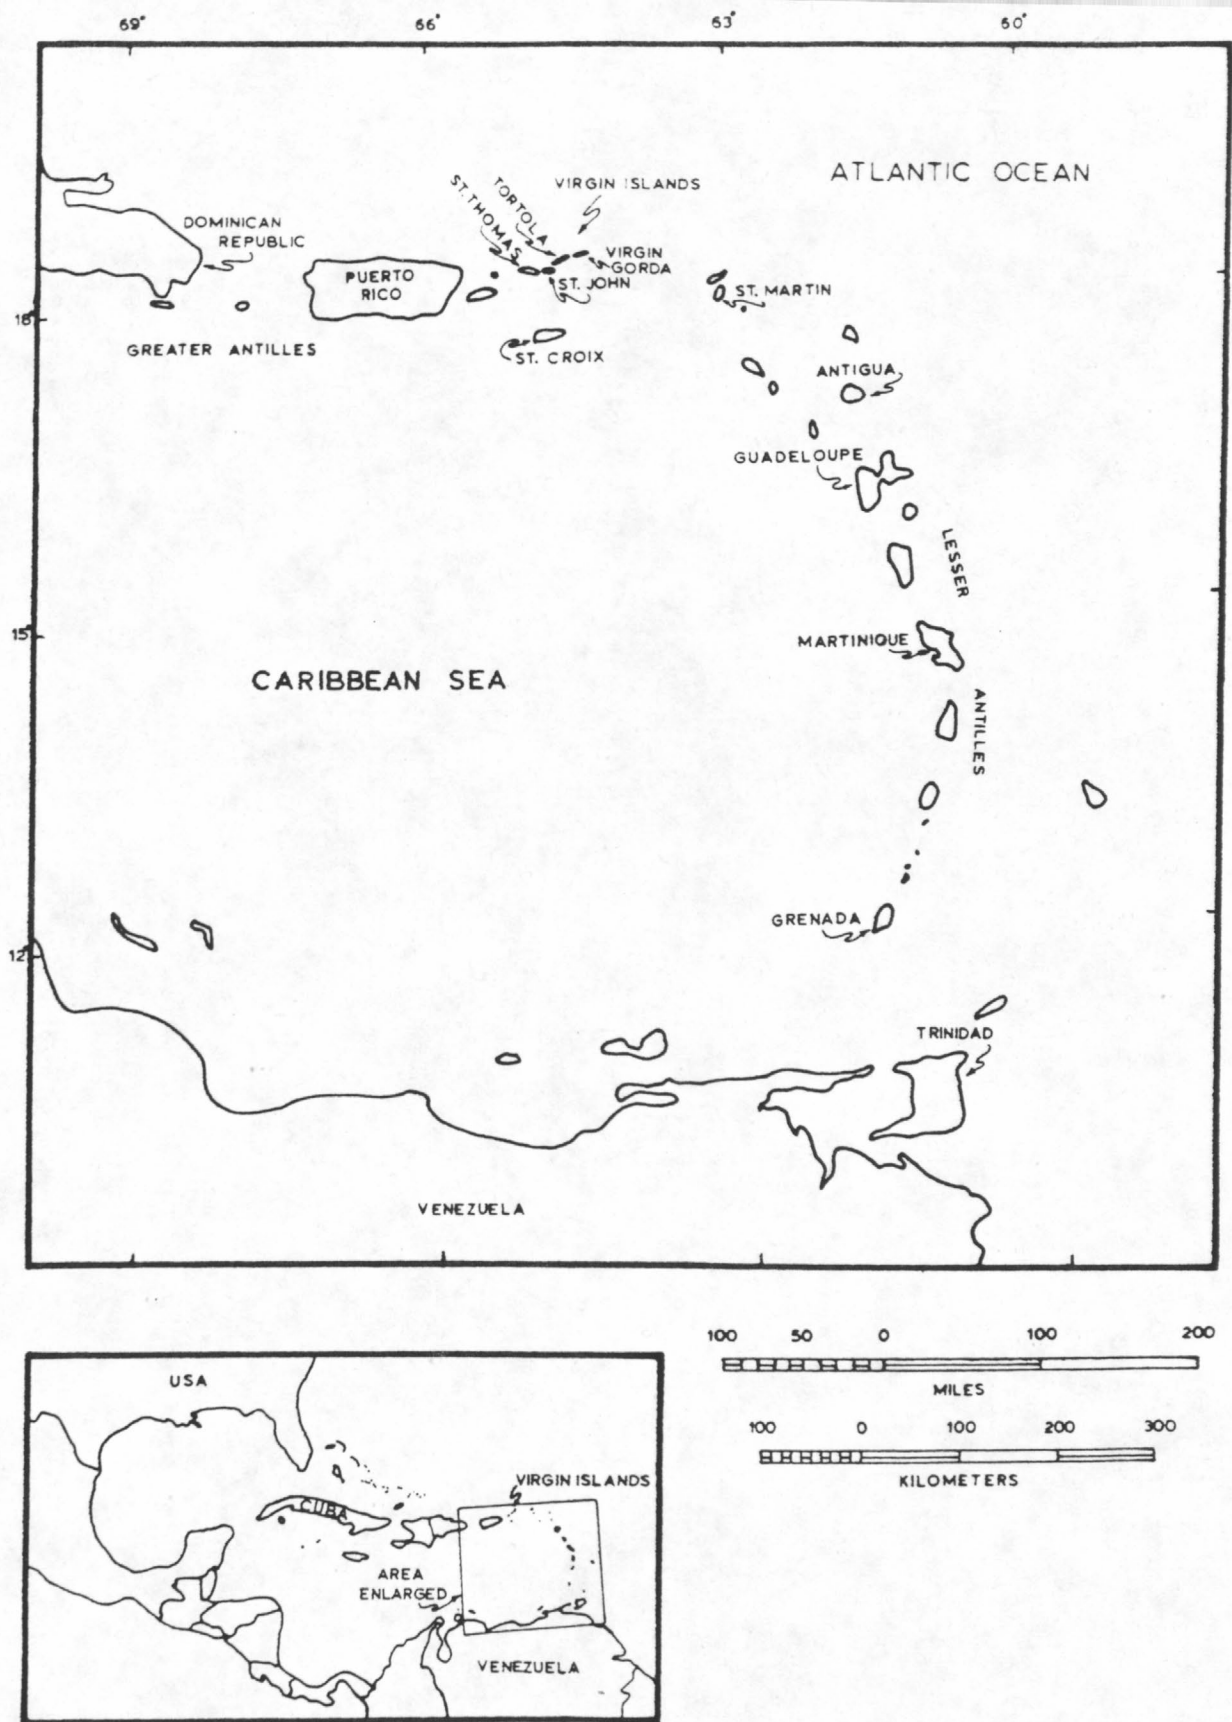 69° 66° 63° 60°
ATLANTIC OCEAN
VIRGIN ISLANDS
TORTOLA
ST. THOMAS
DOMINICAN
REPUBLIC
VIRGIN
GORDA
PUERTO
RICO
ST. JOHN
ST. MARTIN
18°
GREATER ANTILLES
ST. CROIX
ANTIGUA
GUADELOUPE
LESSER
15
MARTINIQUE
CARIBBEAN SEA
ANTILLES
GRENADA
12
TRINIDAD
VENEZUELA
100 50 0 100 200
MILES
100 0 100 200 300
KILOMETERS
USA
VIRGIN ISLANDS
CUBA
AREA
ENLARGED
VENEZUELA